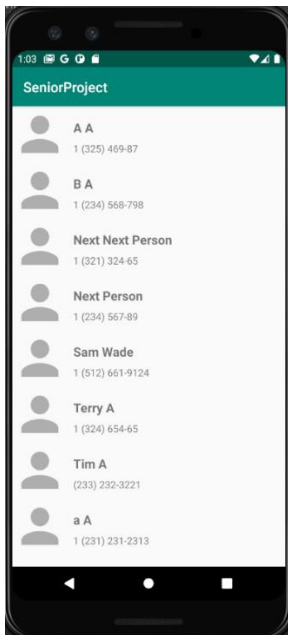 1:03
SeniorProject
A A
1 (325) 469-87
B A
1 (234) 568-798
Next Next Person
1 (321) 324-65
Next Person
1 (234) 567-89
Sam Wade
1 (512) 661-9124
Terry A
1 (324) 654-65
Tim A
(233) 232-3221
a A
1 (231) 231-2313